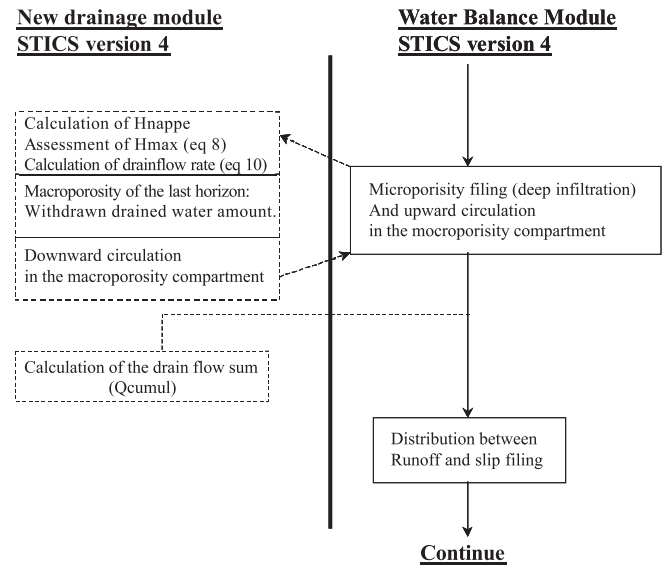 New drainage module
STICS version 4
Water Balance Module
STICS version 4
Calculation of Hnappe
Assessment of Hmax (eq 8)
Calculation of drainflow rate (eq 10)
Macroporosity of the last horizon:
Withdrawn drained water amount.
Downward circulation
in the macroporosity compartment
Microporisity filing (deep infiltration)
And upward circulation
in the mocroporisity compartment
Calculation of the drain flow sum
(Qcumul)
Distribution between
Runoff and slip filing
Continue